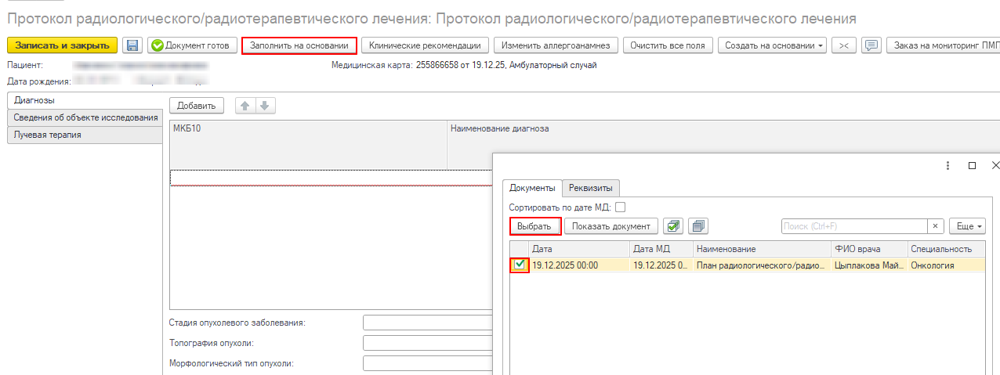 Протокол радиологического/радиотерапевтического лечения: Протокол радиологического/радиотерапевтического лечения
Записать и закрыть Документ готов Заполнить на основании Клинические рекомендации Изменить аллергоанамнез Очистить все поля Создать на основании >< Заказ на мониторинг ПМП
Пациент: Медицинская карта: 255866658 от 19.12.25, Амбулаторный случай
Дата рождения:
Диагнозы
Сведения об объекте исследования
Лучевая терапия
Добавить
МКБ10 Наименование диагноза
Стадия опухолевого заболевания:
Топография опухоли:
Морфологический тип опухоли:
Документы Реквизиты
Сортировать по дате МД:
Выбрать Показать документ Поиск (Ctrl+F) × Еще
Дата Дата МД Наименование ФИО врача Специальность
19.12.2025 00:00 19.12.2025 0... План радиологического/радио... Цыплакова Май... Онкология